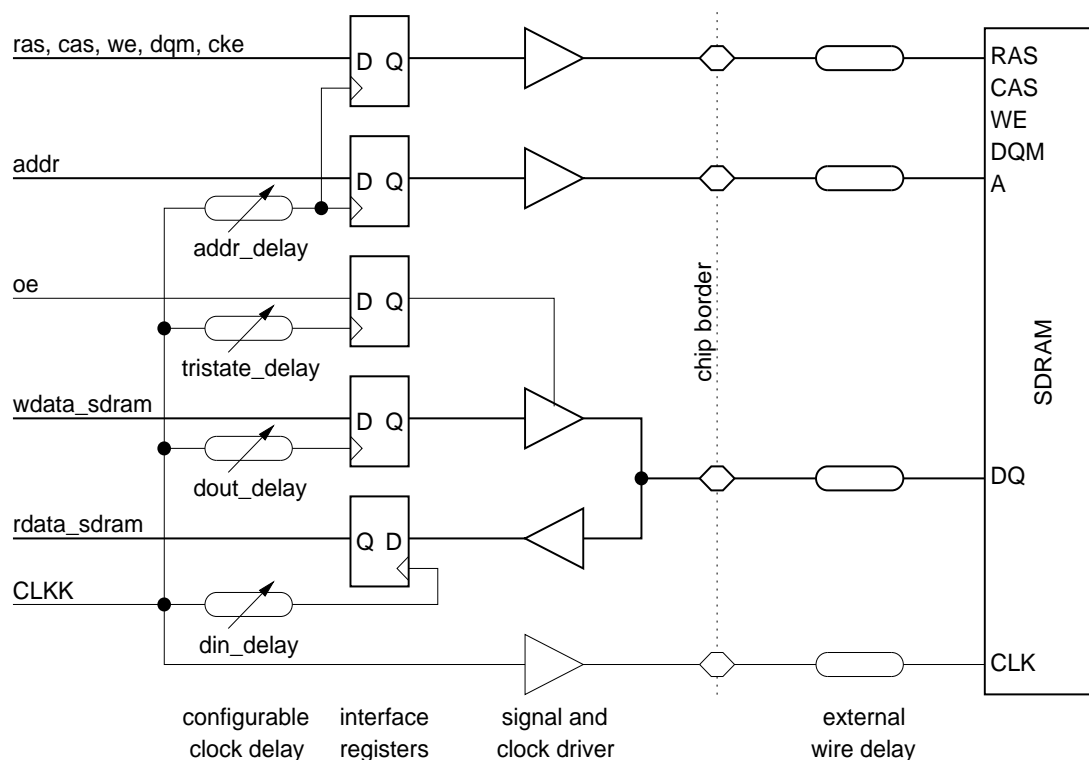 ras, cas, we, dqm, cke
D Q
RAS
CAS
WE
DQM
A
addr
D Q
addr_delay
oe
D Q
tristate_delay
chip border
SDRAM
wdata_sdram
D Q
dout_delay
DQ
rdata_sdram
Q D
CLKK
din_delay
CLK
configurable
clock delay
interface
registers
signal and
clock driver
external
wire delay